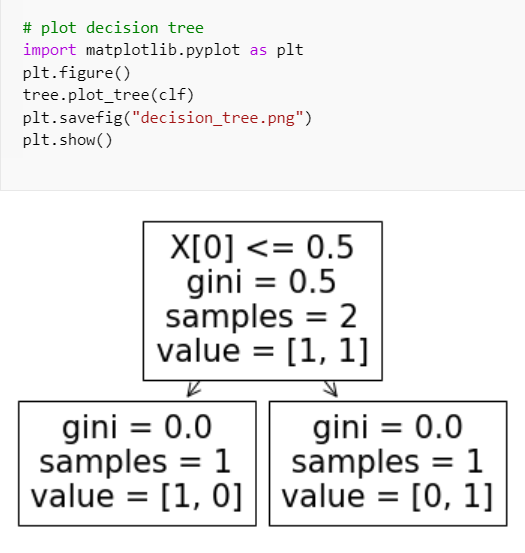 # plot decision tree
import matplotlib.pyplot as plt
plt.figure()
tree.plot_tree(clf)
plt.savefig("decision_tree.png")
plt.show()
X[0] <= 0.5
gini = 0.5
samples = 2
value = [1, 1]
gini = 0.0
samples = 1
value = [1, 0]
gini = 0.0
samples = 1
value = [0, 1]